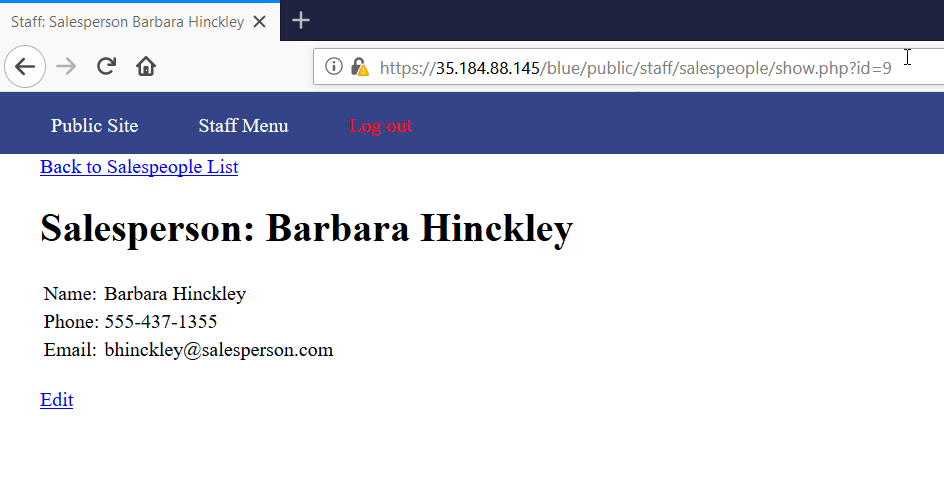 Staff: Salesperson Barbara Hinckley
https://35.184.88.145/blue/public/staff/salespeople/show.php?id=9
Public Site Staff Menu Log out
Back to Salespeople List
Salesperson: Barbara Hinckley
Name: Barbara Hinckley
Phone: 555-437-1355
Email: bhinckley@salesperson.com
Edit